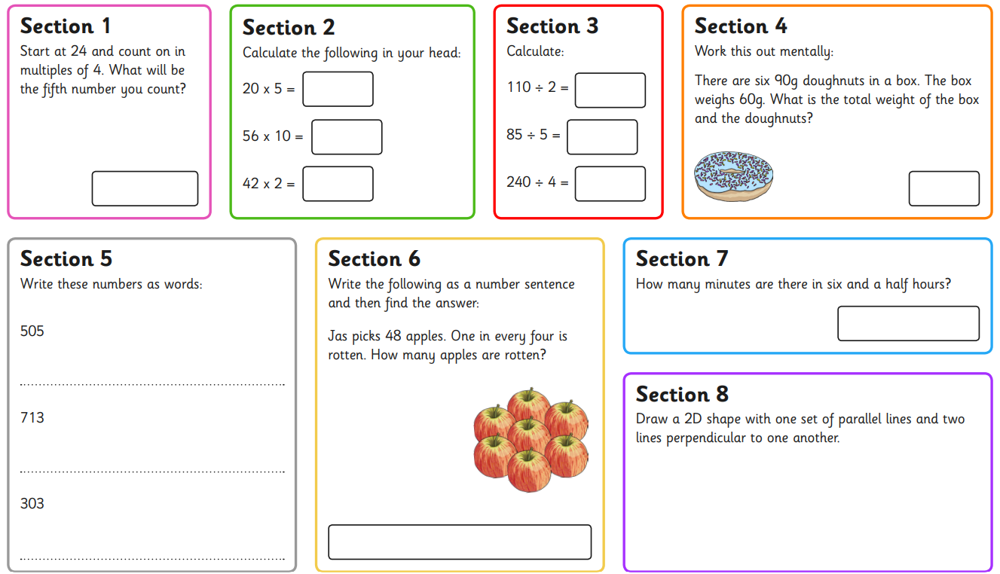 Section 1
Start at 24 and count on in
multiples of 4. What will be
the fifth number you count?
Section 2
Calculate the following in your head:
20 x 5 =
56 x 10 =
42 x 2 =
Section 3
Calculate:
110 ÷ 2 =
85 ÷ 5 =
240 ÷ 4 =
Section 4
Work this out mentally:
There are six 90g doughnuts in a box. The box
weighs 60g. What is the total weight of the box
and the doughnuts?
Section 5
Write these numbers as words:
505
713
303
Section 6
Write the following as a number sentence
and then find the answer:
Jas picks 48 apples. One in every four is
rotten. How many apples are rotten?
Section 7
How many minutes are there in six and a half hours?
Section 8
Draw a 2D shape with one set of parallel lines and two
lines perpendicular to one another.